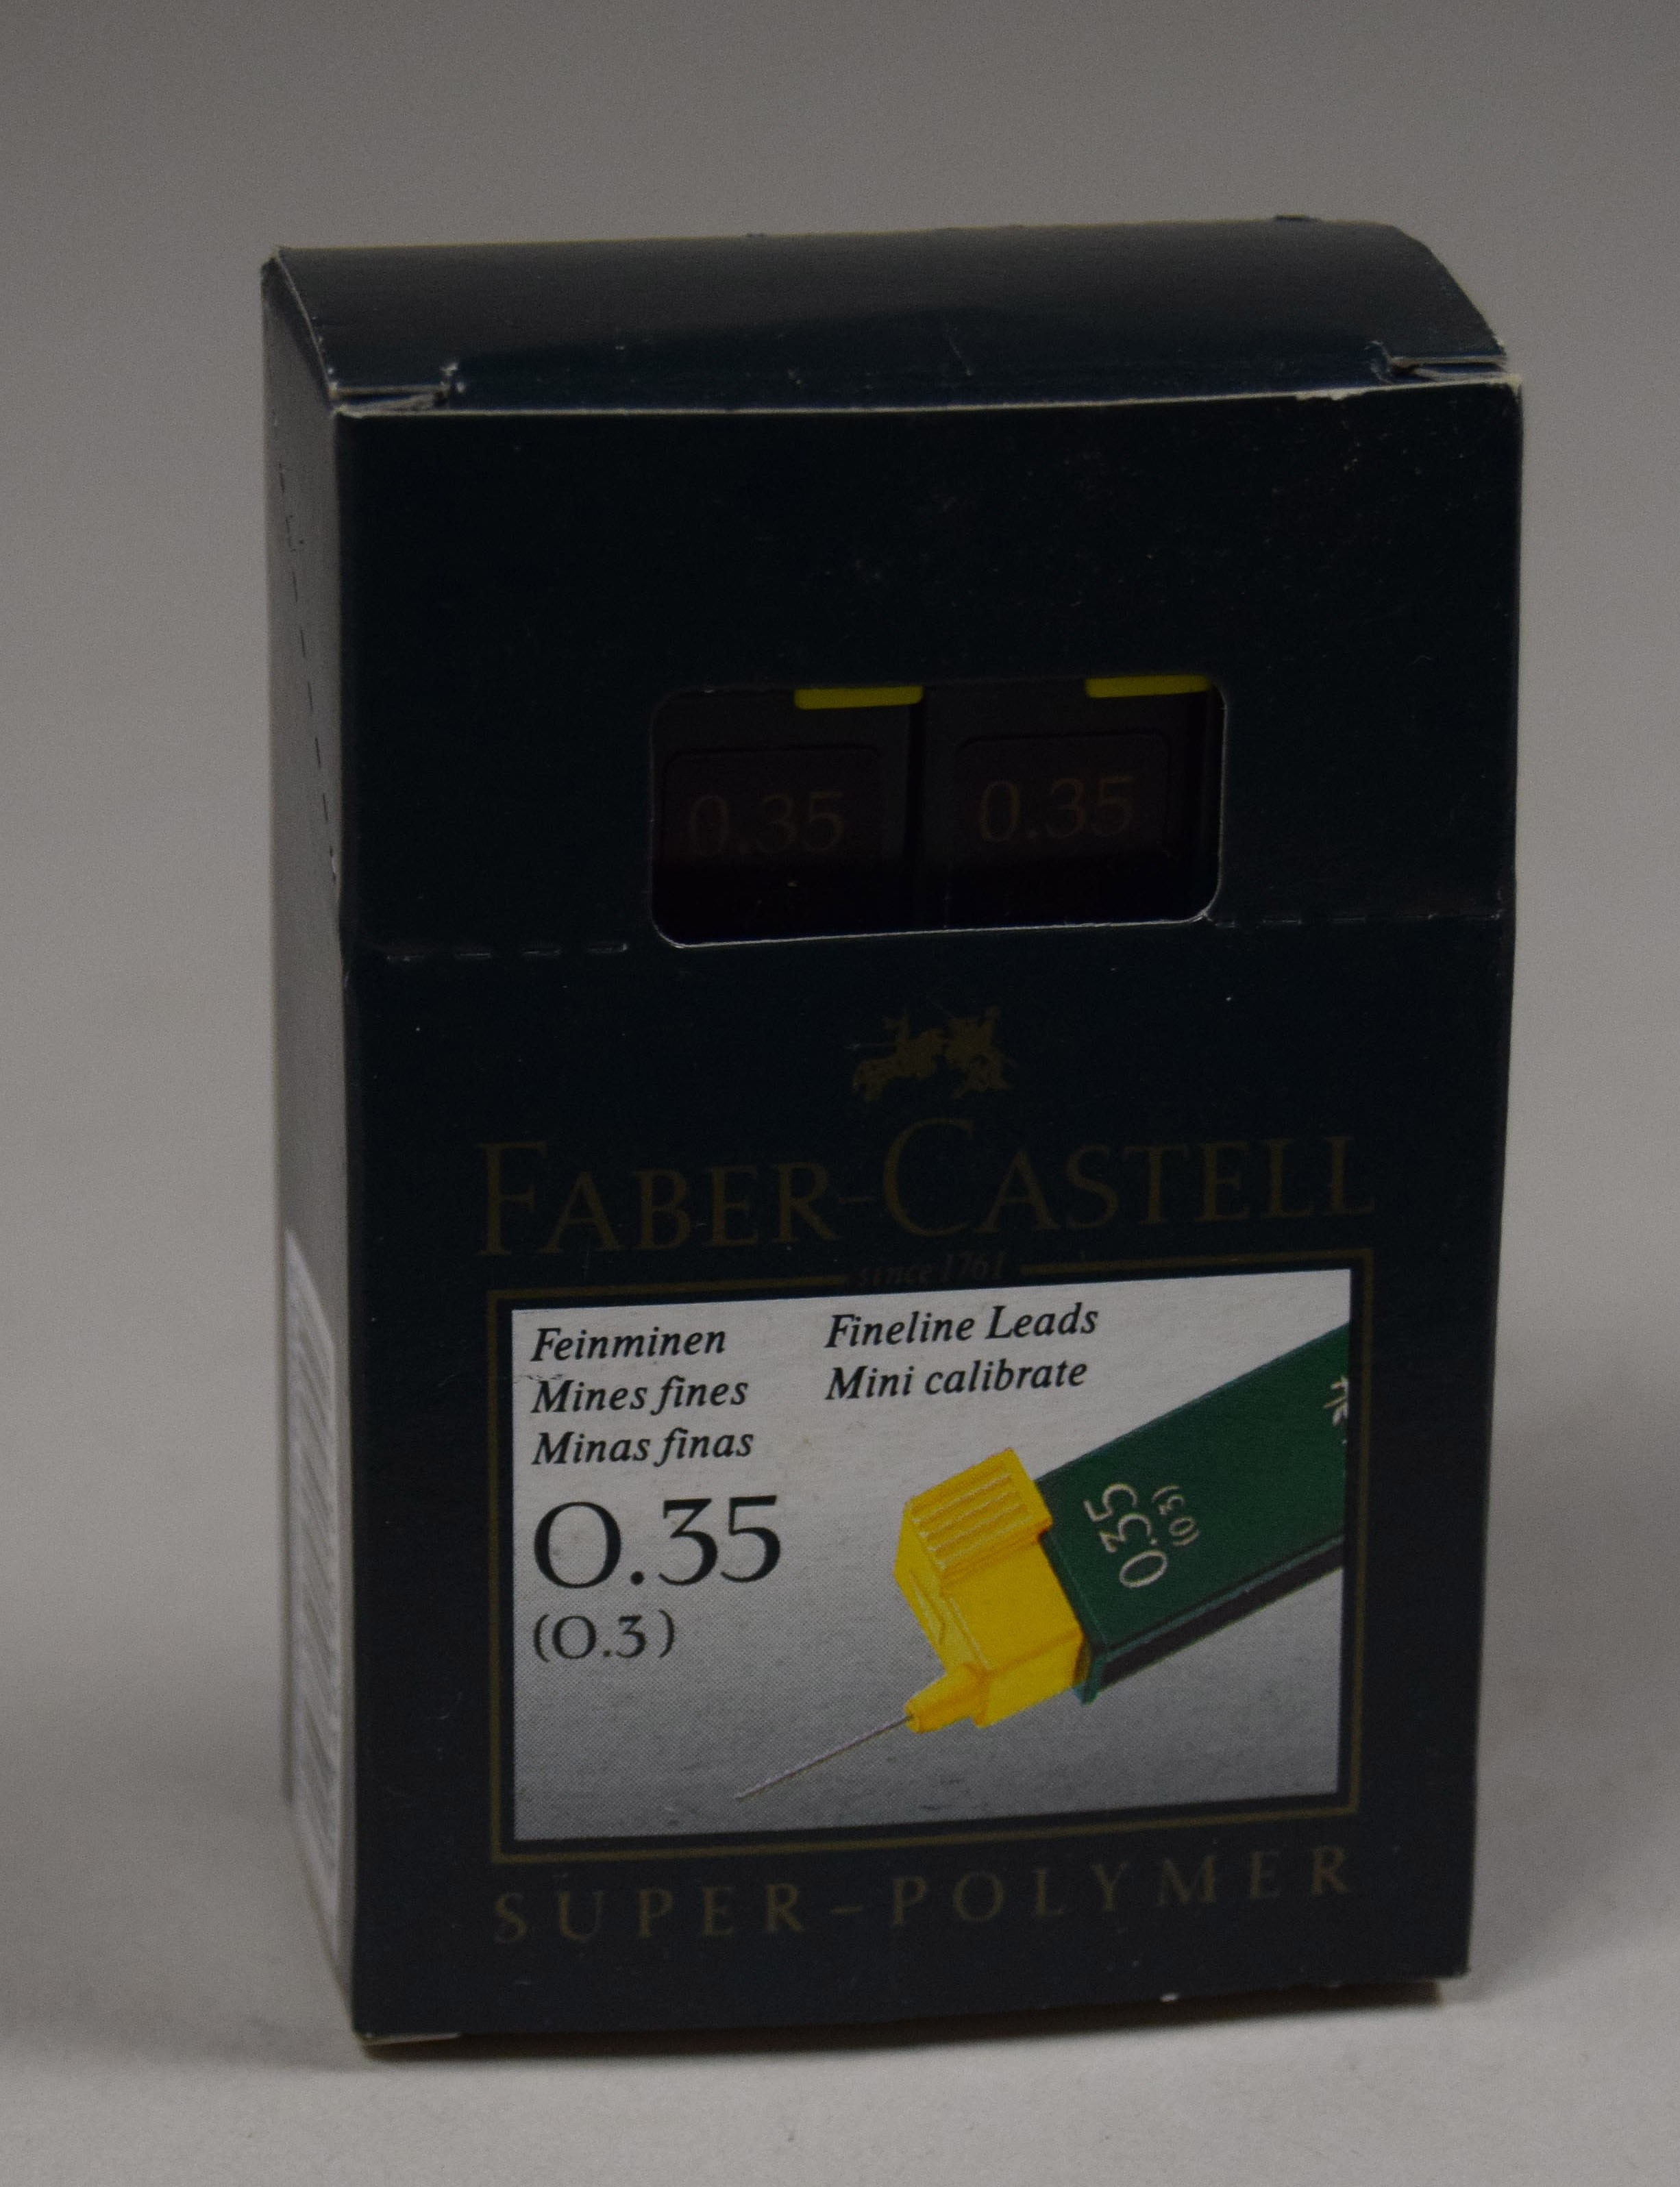 0.35 0.35
FABER-CASTELL
since 1761
Feinminen
Mines fines
Minas finas
Fineline Leads
Mini calibrate
0.35
(0.3)
0.35
(0.3)
SUPER-POLYMER